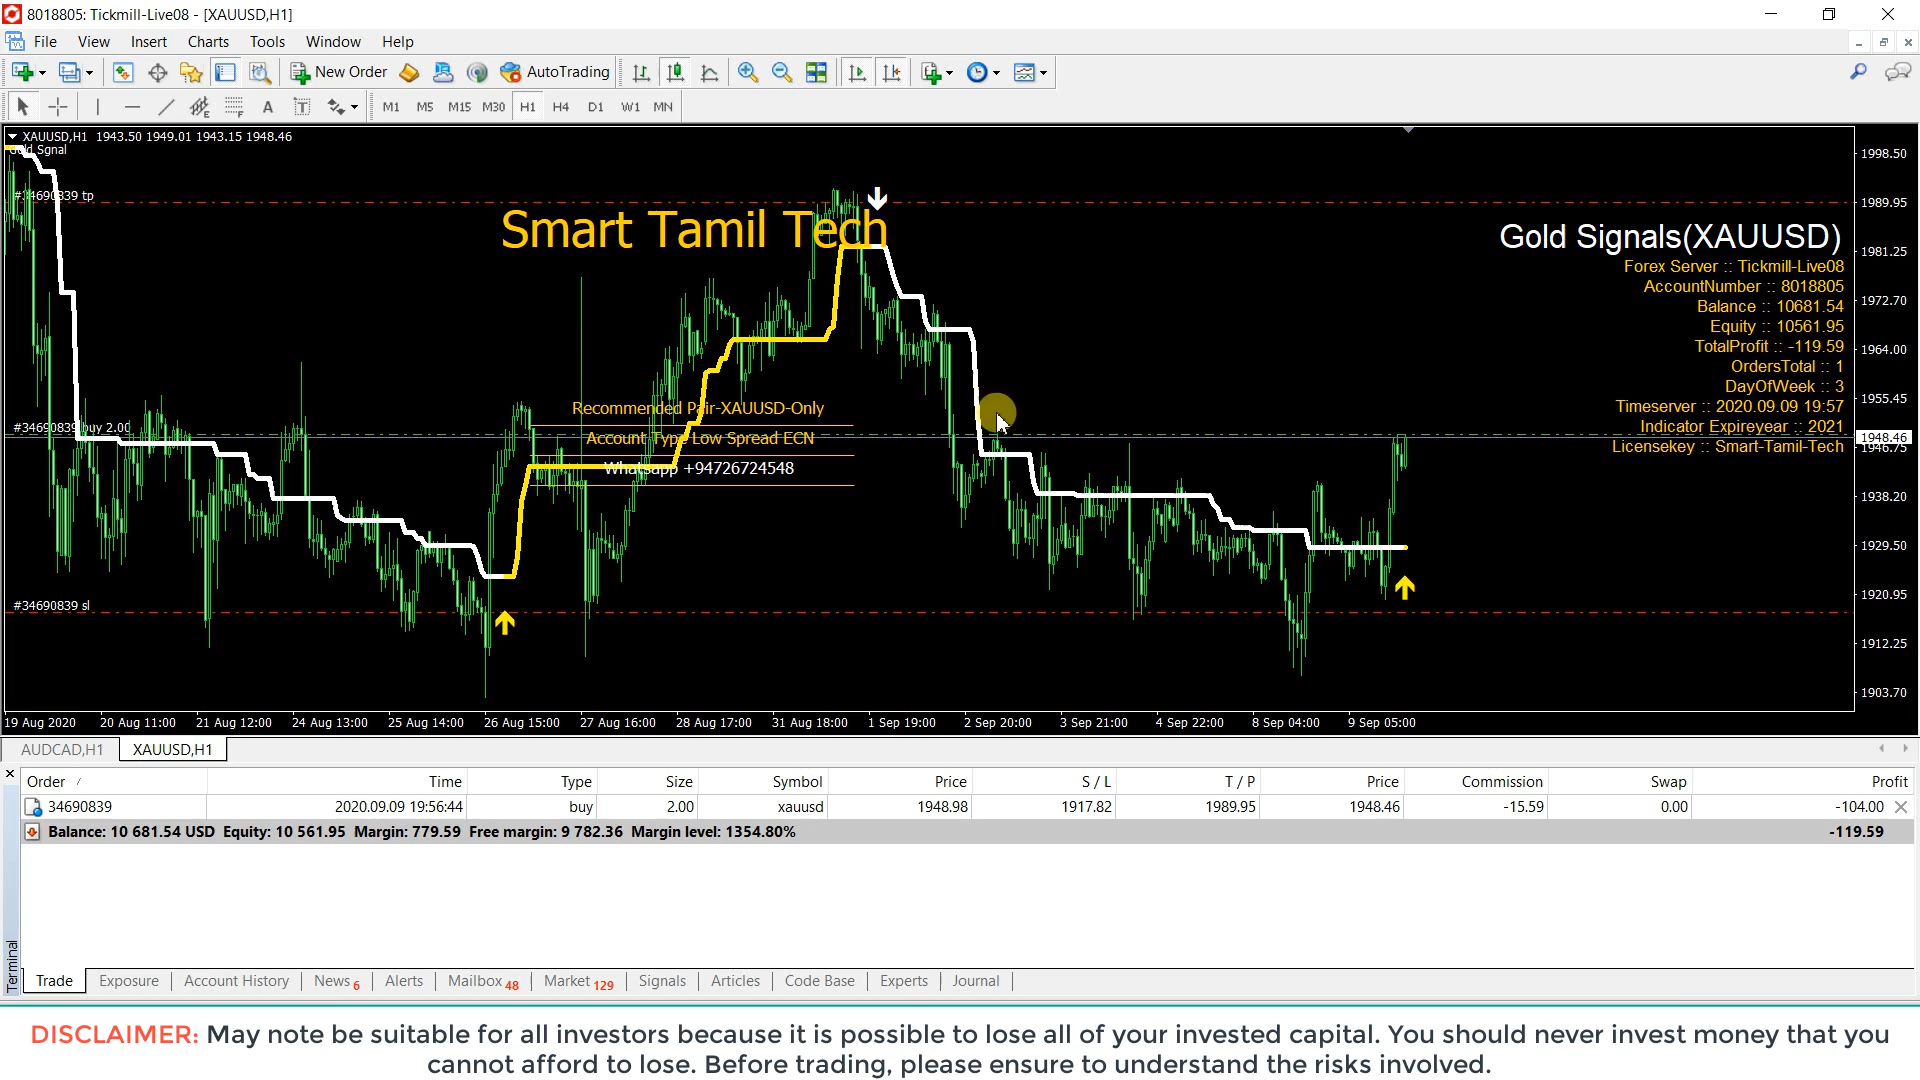 8018805: Tickmill-Live08 - [XAUUSD,H1]
File View Insert Charts Tools Window Help
New Order AutoTrading
A T M1 M5 M15 M30 H1 H4 D1 W1 MN
XAUUSD,H1 1943.50 1949.01 1943.15 1948.46
Gold Sgnal
#34690839 tp
Smart Tamil Tech
Gold Signals(XAUUSD)
Forex Server :: Tickmill-Live08
AccountNumber :: 8018805
Balance :: 10681.54
Equity :: 10561.95
TotalProfit :: -119.59
OrdersTotal :: 1
DayOfWeek :: 3
Timeserver :: 2020.09.09 19:57
Indicator Expireyear :: 2021
Licensekey :: Smart-Tamil-Tech
Recommended Pair-XAUUSD-Only
Account Type Low Spread ECN
Whatsapp +94726724548
#34690839 buy 2.00
#34690839 sl
1998.50
1989.95
1981.25
1972.70
1964.00
1955.45
1948.46
1946.75
1938.20
1929.50
1920.95
1912.25
1903.70
19 Aug 2020 20 Aug 11:00 21 Aug 12:00 24 Aug 13:00 25 Aug 14:00 26 Aug 15:00 27 Aug 16:00 28 Aug 17:00 31 Aug 18:00 1 Sep 19:00 2 Sep 20:00 3 Sep 21:00 4 Sep 22:00 8 Sep 04:00 9 Sep 05:00
AUDCAD,H1 XAUUSD,H1
Order / Time Type Size Symbol Price S / L T / P Price Commission Swap Profit
34690839 2020.09.09 19:56:44 buy 2.00 xauusd 1948.98 1917.82 1989.95 1948.46 -15.59 0.00 -104.00
Balance: 10 681.54 USD Equity: 10 561.95 Margin: 779.59 Free margin: 9 782.36 Margin level: 1354.80% -119.59
Terminal
Trade Exposure Account History News 6 Alerts Mailbox 48 Market 129 Signals Articles Code Base Experts Journal
DISCLAIMER: May note be suitable for all investors because it is possible to lose all of your invested capital. You should never invest money that you
cannot afford to lose. Before trading, please ensure to understand the risks involved.